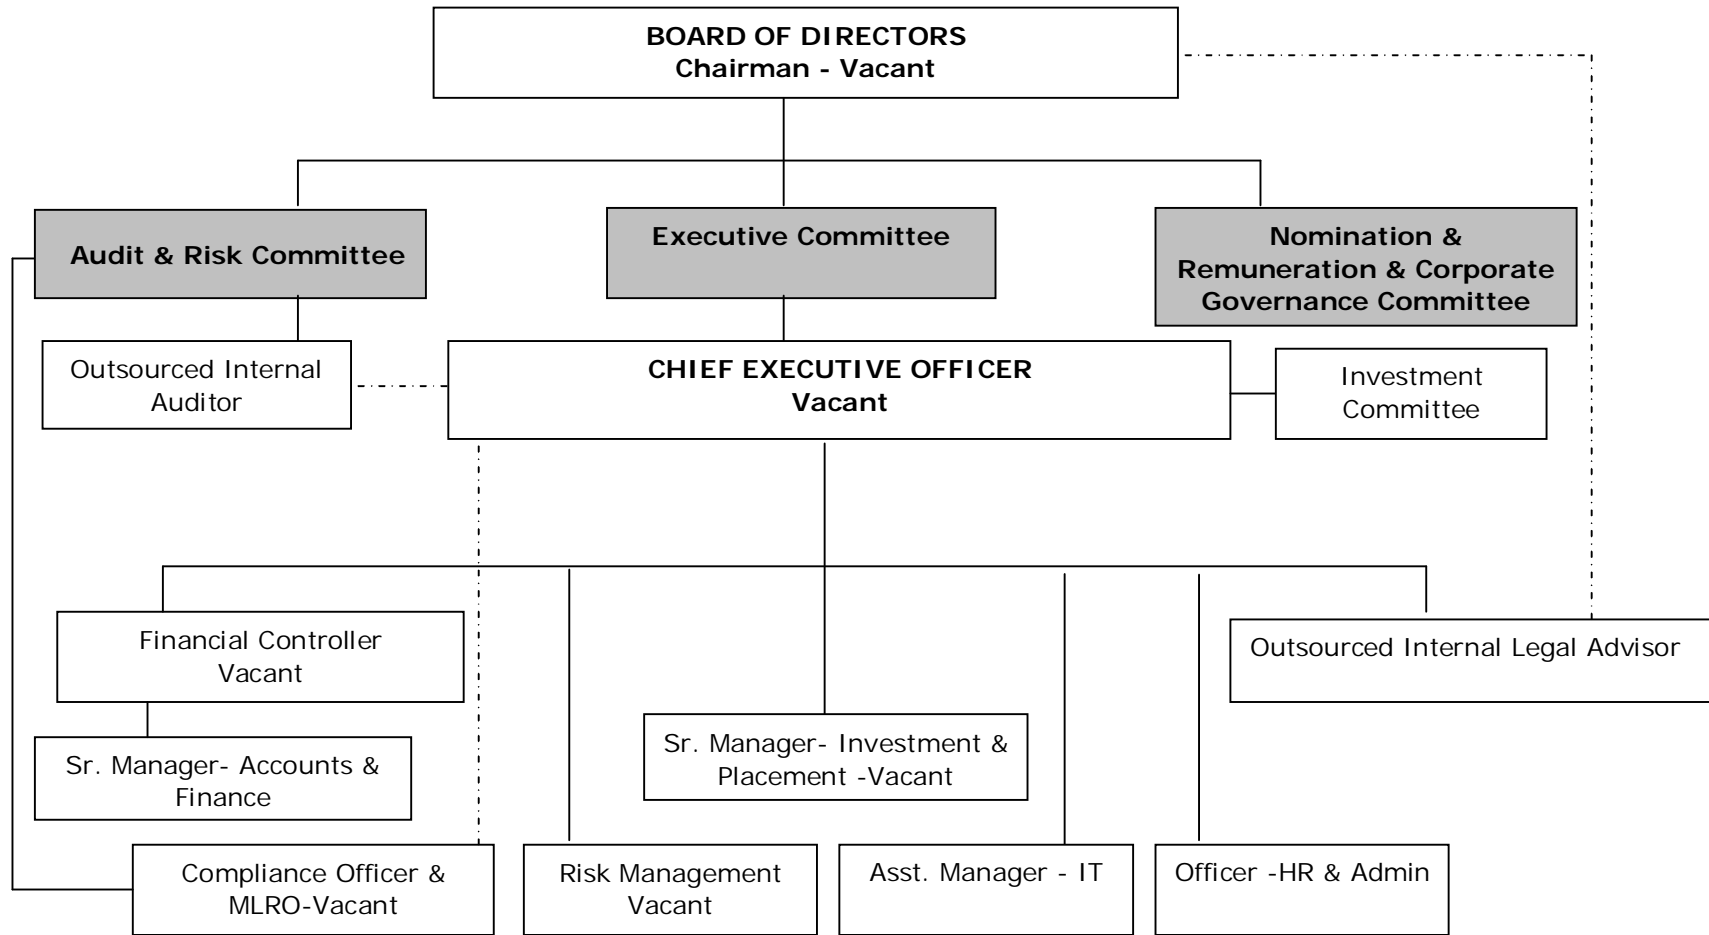 BOARD OF DIRECTORS
Chairman - Vacant
Audit & Risk Committee
Executive Committee
Nomination &
Remuneration & Corporate
Governance Committee
Outsourced Internal
Auditor
CHIEF EXECUTIVE OFFICER
Vacant
Investment
Committee
Financial Controller
Vacant
Outsourced Internal Legal Advisor
Sr. Manager- Accounts &
Finance
Sr. Manager- Investment &
Placement -Vacant
Compliance Officer &
MLRO-Vacant
Risk Management
Vacant
Asst. Manager - IT
Officer -HR & Admin